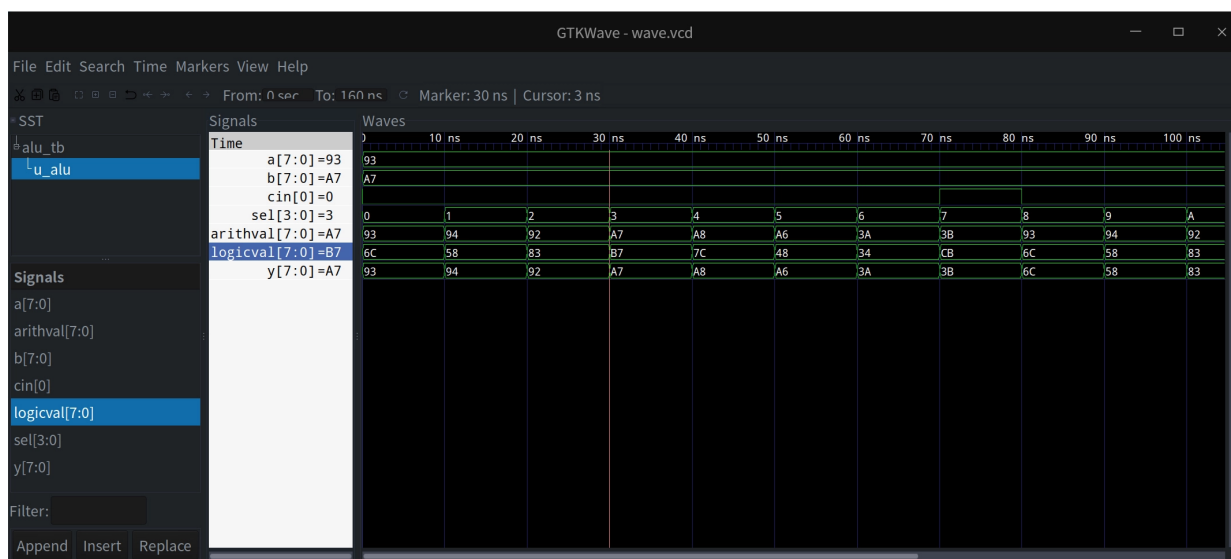 GTKWave - wave.vcd
File Edit Search Time Markers View Help
From: 0 sec To: 160 ns Marker: 30 ns | Cursor: 3 ns
SST
alu_tb
u_alu
Signals
a[7:0]
arithval[7:0]
b[7:0]
cin[0]
logicval[7:0]
sel[3:0]
y[7:0]
Filter:
Append Insert Replace
Signals
Time
a[7:0]=93
b[7:0]=A7
cin[0]=0
sel[3:0]=3
arithval[7:0]=A7
logicval[7:0]=B7
y[7:0]=A7
Waves
0 10 ns 20 ns 30 ns 40 ns 50 ns 60 ns 70 ns 80 ns 90 ns 100 ns
93
A7
0 1 2 3 4 5 6 7 8 9 A
93 94 92 A7 A8 A6 3A 3B 93 94 92
6C 58 83 B7 7C 48 34 CB 6C 58 83
93 94 92 A7 A8 A6 3A 3B 6C 58 83